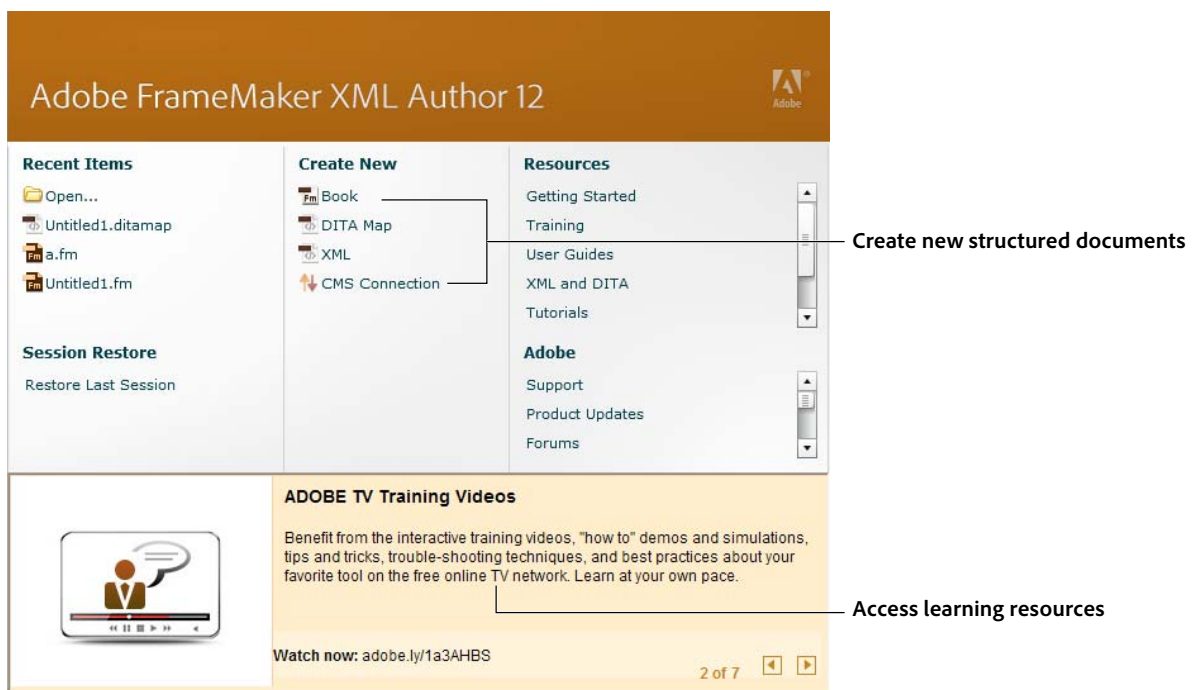 Adobe FrameMaker XML Author 12
Adobe
Recent Items
Open...
Untitled1.ditamap
a.fm
Untitled1.fm
Session Restore
Restore Last Session
Create New
Book
DITA Map
XML
CMS Connection
Resources
Getting Started
Training
User Guides
XML and DITA
Tutorials
Adobe
Support
Product Updates
Forums
Create new structured documents
ADOBE TV Training Videos
Benefit from the interactive training videos, "how to" demos and simulations,
tips and tricks, trouble-shooting techniques, and best practices about your
favorite tool on the free online TV network. Learn at your own pace.
Access learning resources
Watch now: adobe.ly/1a3AHBS
2 of 7